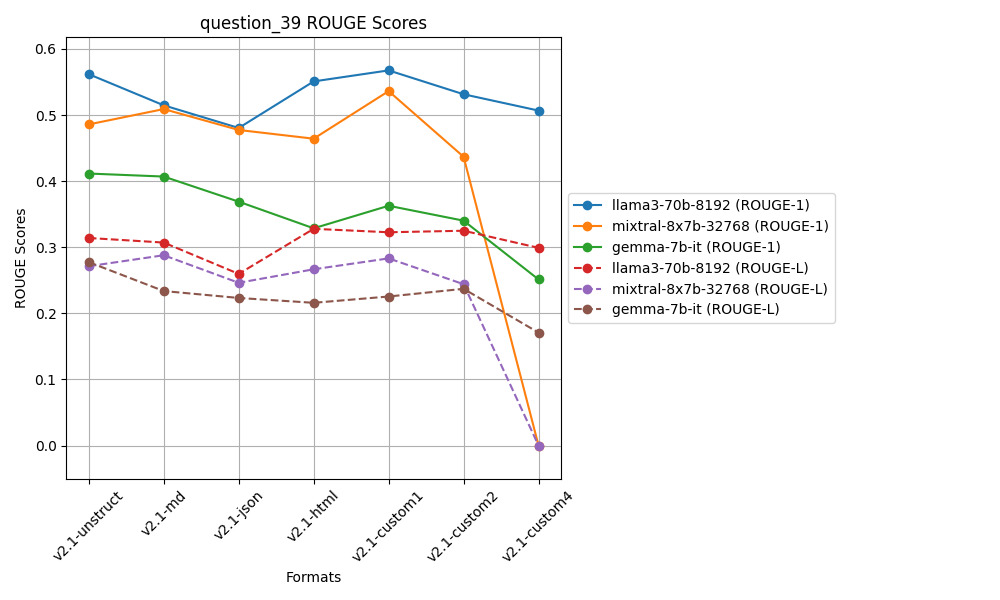 question_39 ROUGE Scores
ROUGE Scores
0.6
0.5
0.4
0.3
0.2
0.1
0.0
v2.1-unstruct
v2.1-md
v2.1-json
v2.1-html
v2.1-custom1
v2.1-custom2
v2.1-custom4
Formats
llama3-70b-8192 (ROUGE-1)
mixtral-8x7b-32768 (ROUGE-1)
gemma-7b-it (ROUGE-1)
llama3-70b-8192 (ROUGE-L)
mixtral-8x7b-32768 (ROUGE-L)
gemma-7b-it (ROUGE-L)